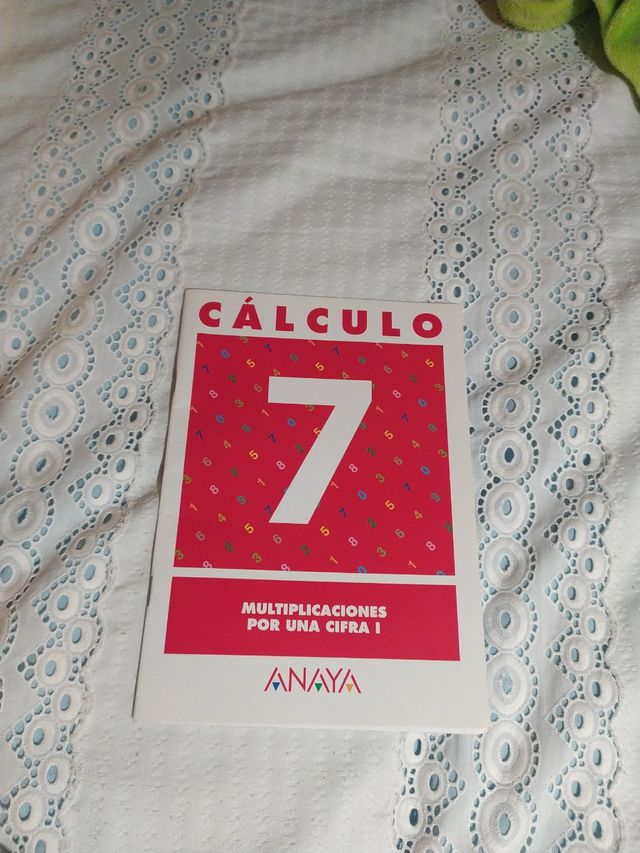 CÁLCULO
7
MULTIPLICACIONES
POR UNA CIFRA I
ANAYA